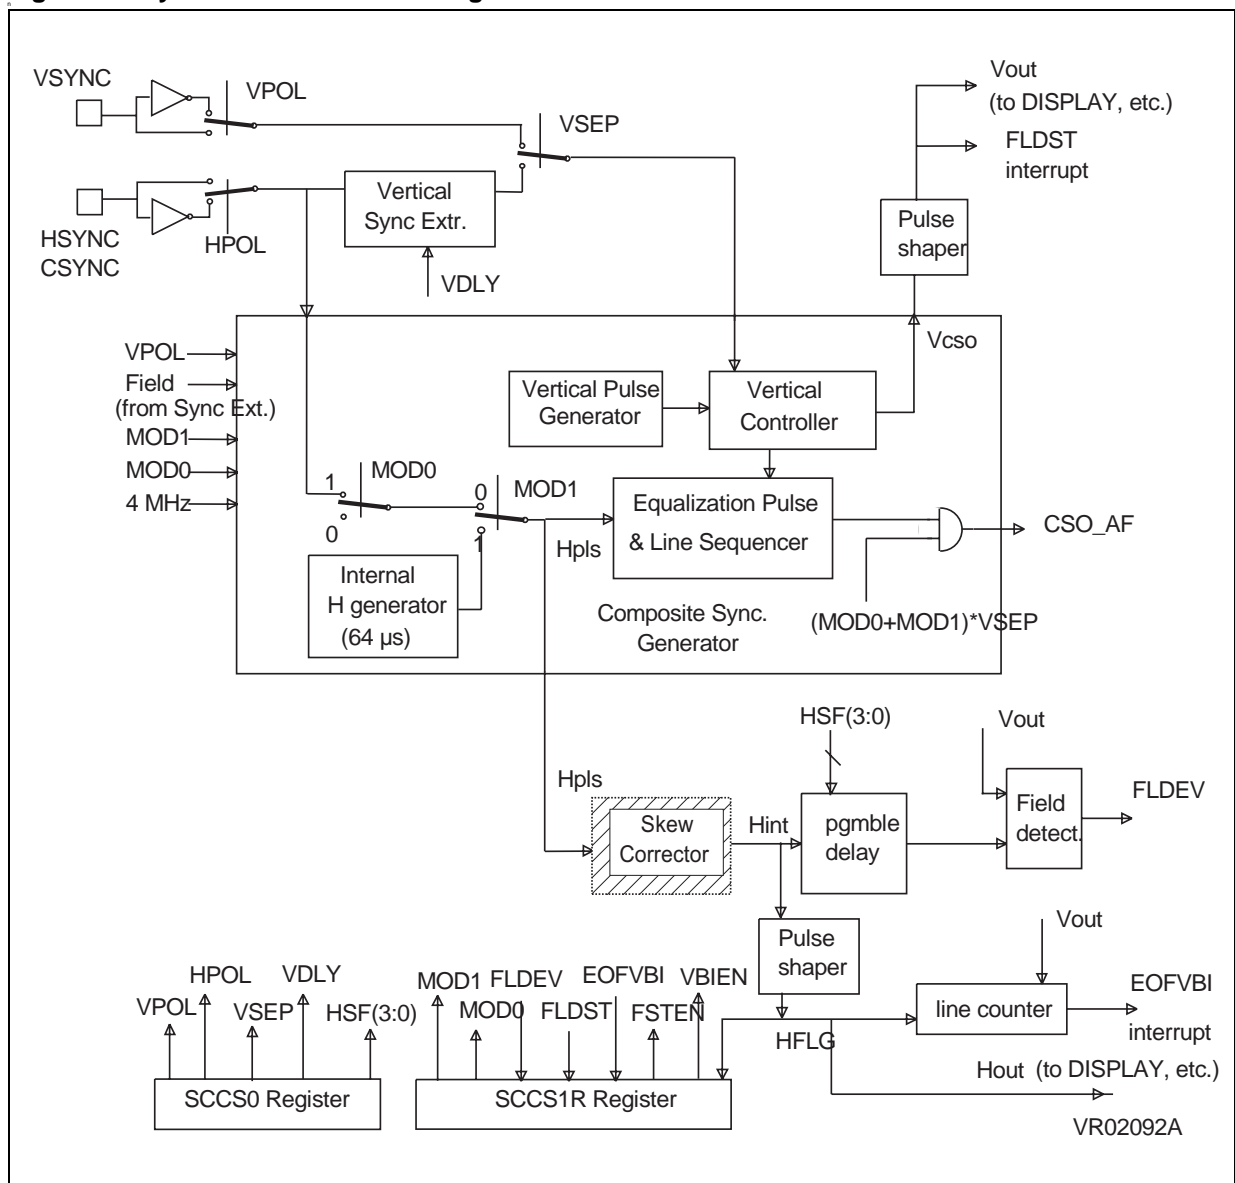 VSYNC
VPOL
VSEP
Vout
(to DISPLAY, etc.)
FLDST
interrupt
HSYNC
CSYNC
HPOL
Vertical
Sync Extr.
VDLY
Pulse
shaper
Vcso
VPOL
Field
(from Sync Ext.)
MOD1
MOD0
4 MHz
Vertical Pulse
Generator
Vertical
Controller
1
MOD0
0
0
MOD1
1
Hpls
Equalization Pulse
& Line Sequencer
CSO_AF
Internal
H generator
(64 µs)
Composite Sync.
Generator
(MOD0+MOD1)*VSEP
HSF(3:0)
Vout
Hpls
Skew
Corrector
Hint
pgmble
delay
Field
detect.
FLDEV
Pulse
shaper
Vout
line counter
EOFVBI
interrupt
HFLG
Hout (to DISPLAY, etc.)
VPOL
HPOL
VSEP
VDLY
HSF(3:0)
SCCS0 Register
MOD1
MOD0
FLDEV
FLDST
EOFVBI
FSTEN
VBIEN
SCCS1R Register
VR02092A